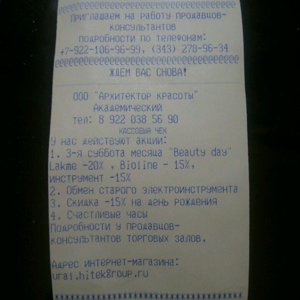 Приглашаем на работу продавцов-
консультантов
подробности по телефонам:
+7-922-106-96-99, (343) 278-96-34
ЖДЕМ ВАС СНОВА!
ООО "Архитектор красоты"
Академический
тел 8 922 038 56 90
КАССОВЫЙ ЧЕК
У нас действуют акции:
1. 3-я суббота месяца "Beauty day"
Lakme -20% , Bioline - 15%,
инструмент -15%
2. Обмен старого электроинструмента
3. Скидка -15% на день рождения
4. Счастливые часы
Подробности у продавцов-
консультантов торговых залов.
Адрес интернет-магазина:
ural.hitekgroup.ru